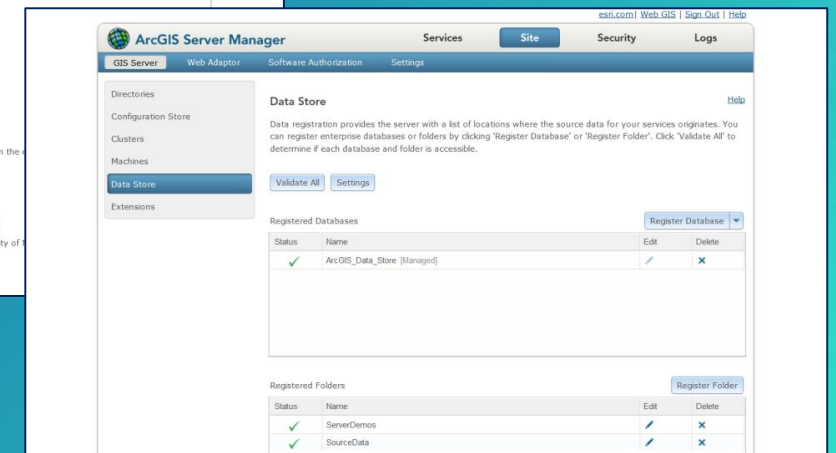 esri.com | Web GIS | Sign Out | Help
ArcGIS Server Manager
Services Site Security Logs
GIS Server Web Adaptor Software Authorization Settings
Directories
Configuration Store
Clusters
Machines
Data Store
Extensions
Data Store Help
Data registration provides the server with a list of locations where the source data for your services originates. You
can register enterprise databases or folders by clicking 'Register Database' or 'Register Folder'. Click 'Validate All' to
determine if each database and folder is accessible.
Validate All Settings
Registered Databases Register Database
Status Name Edit Delete
ArcGIS_Data_Store [Managed]
Registered Folders Register Folder
Status Name Edit Delete
ServerDemos
SourceData